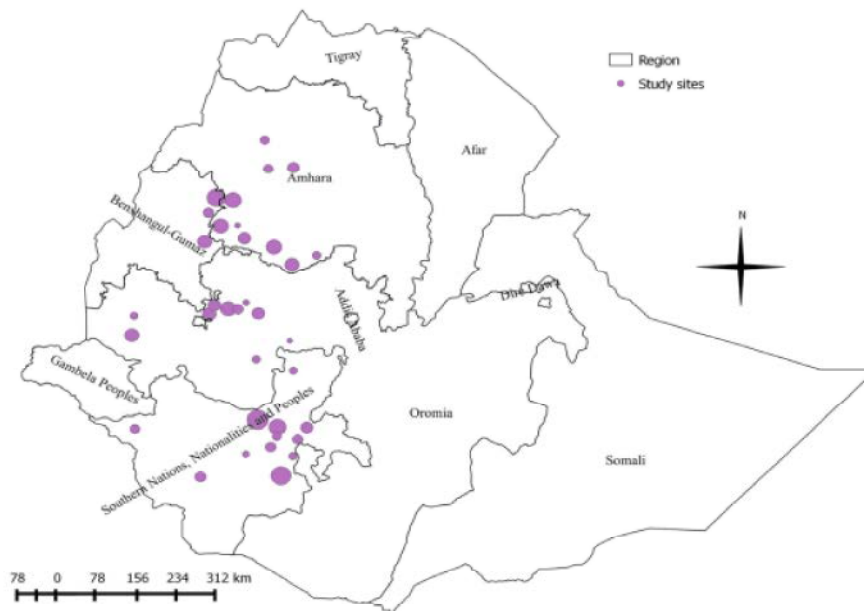 Tigray
Region
Study sites
Afar
Amhara
Benshangul-Gumaz
N
Dire Dawa
Addis Ababa
Gambela Peoples
Oromia
Southern Nations, Nationalities and Peoples
Somali
78 0 78 156 234 312 km